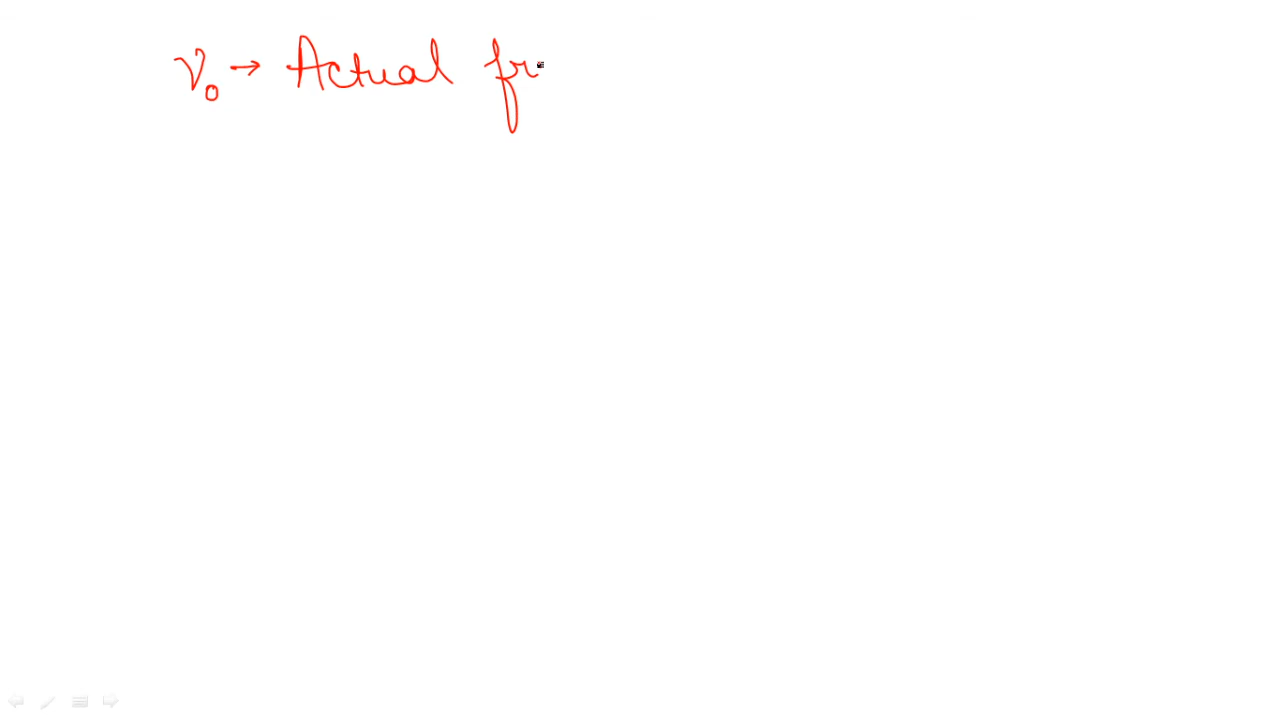 ν₀ → Actual fr